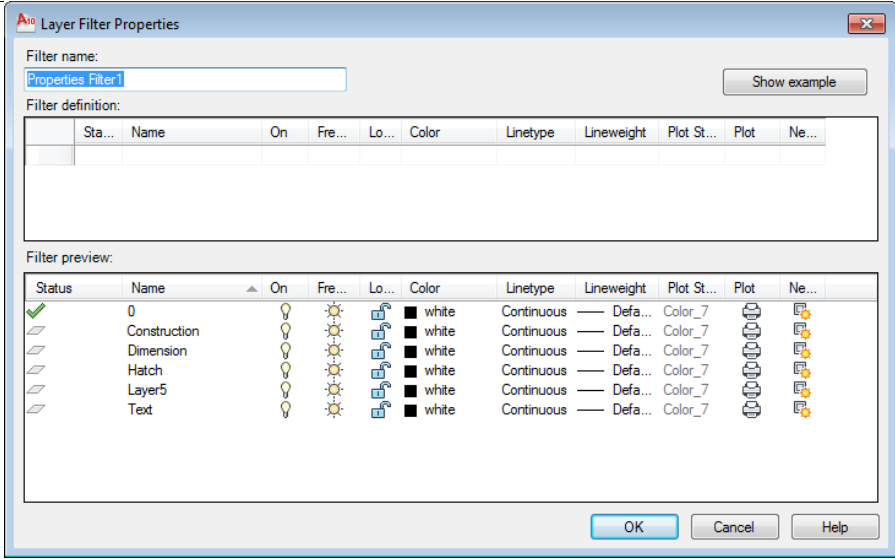 A10 Layer Filter Properties
Filter name:
Properties Filter1
Show example
Filter definition:
Sta... Name On Fre... Lo... Color Linetype Lineweight Plot St... Plot Ne...
Filter preview:
Status Name On Fre... Lo... Color Linetype Lineweight Plot St... Plot Ne...
0 white Continuous Defa... Color_7
Construction white Continuous Defa... Color_7
Dimension white Continuous Defa... Color_7
Hatch white Continuous Defa... Color_7
Layer5 white Continuous Defa... Color_7
Text white Continuous Defa... Color_7
OK Cancel Help